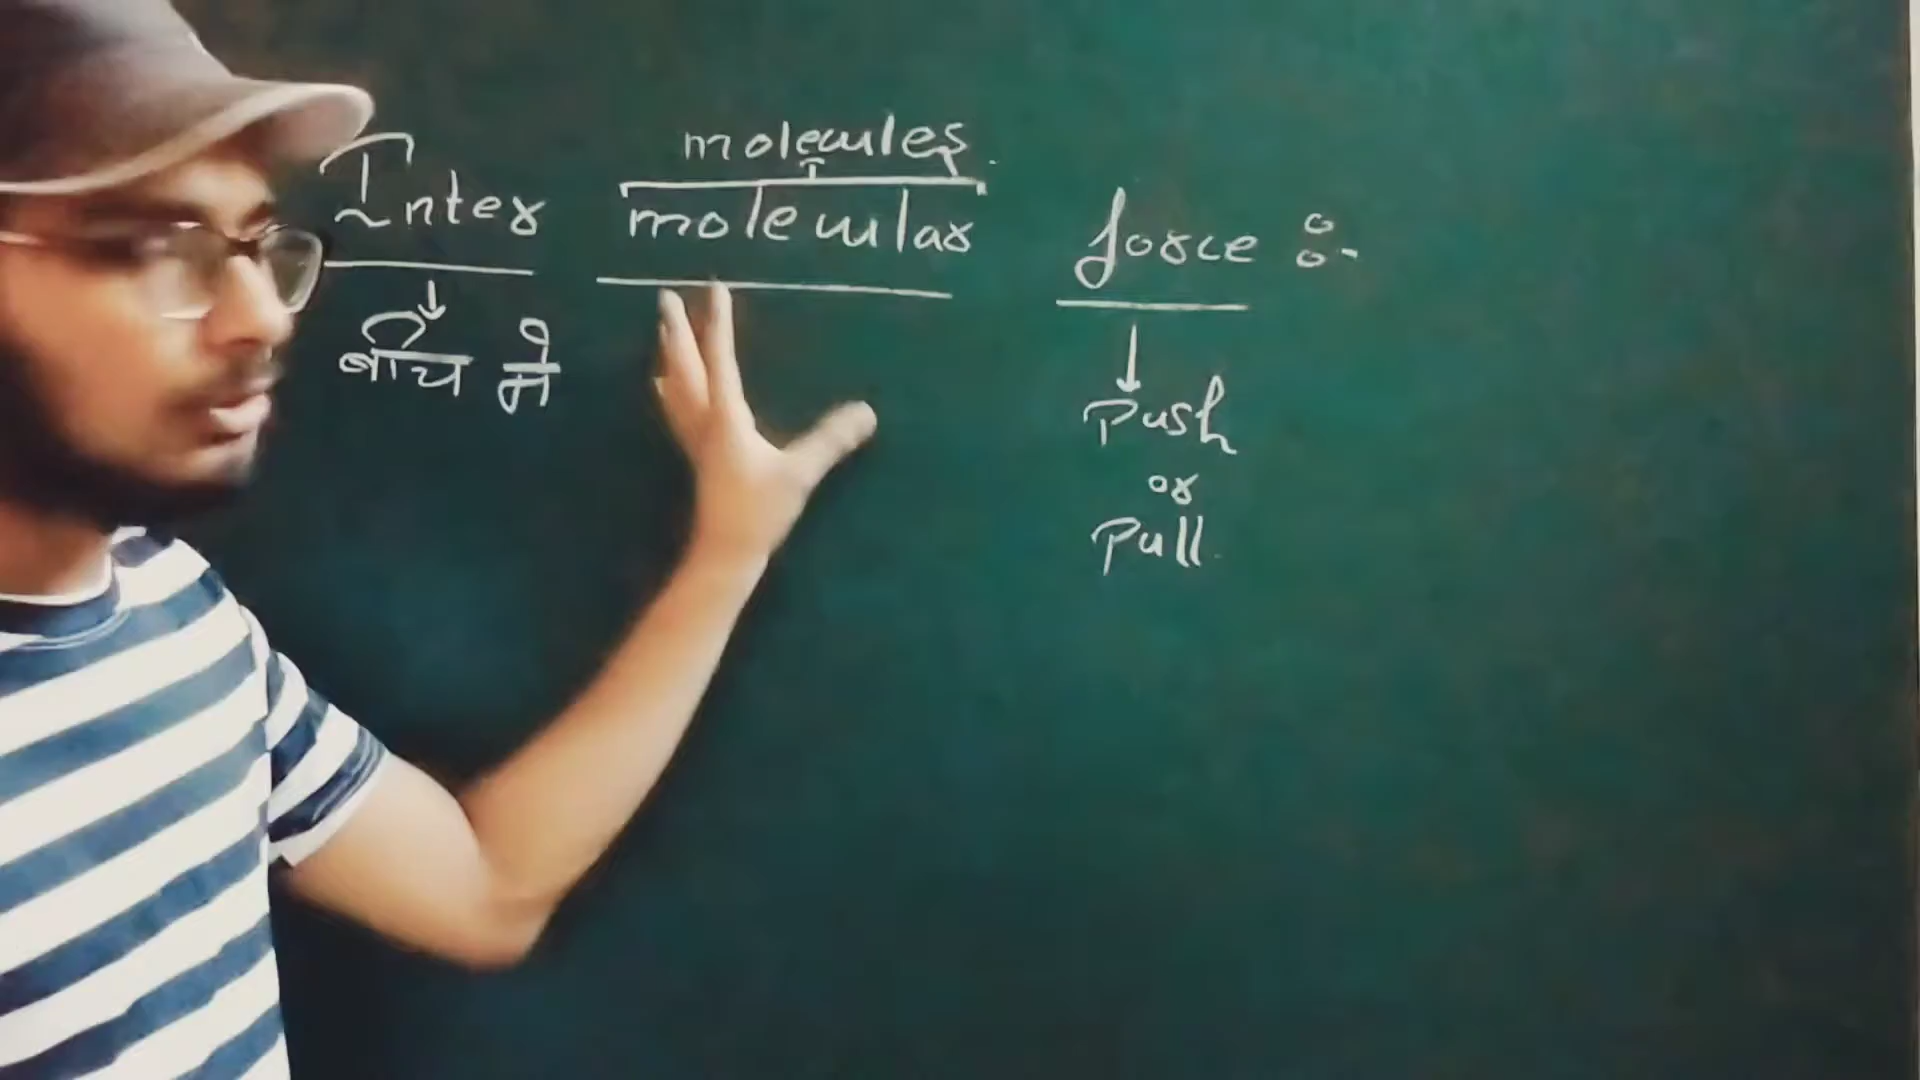 molecules.
Inter molecular force :-
बीच में
Push
or
Pull.